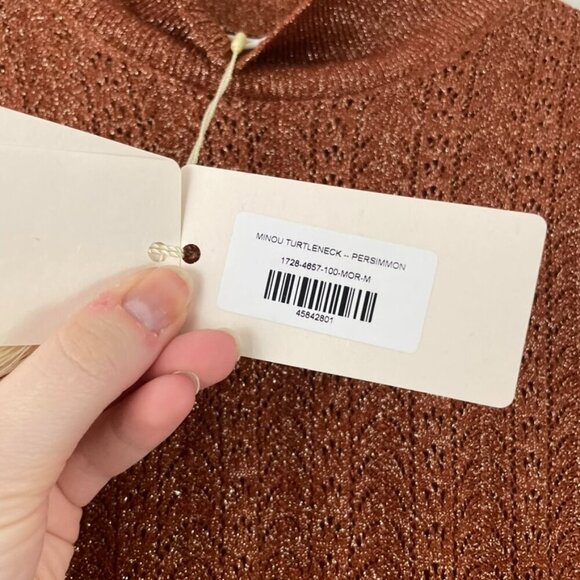 MINOU TURTLENECK -- PERSIMMON
1728-4657-100-MOR-M
45842801